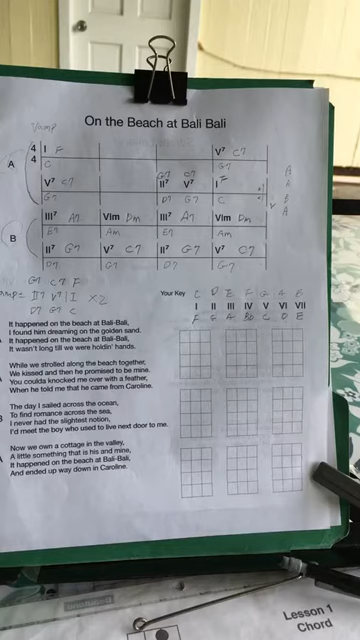 On the Beach at Bali Bali
Vamp
4 I F V7 C7
4 C G7
A
G7 C7
V7 C7 II7 V7 I F
G7 D7 G7 C
III7 A7 VIm Dm III7 A7 VIm Dm
E7 Am E7 Am
B
II7 G7 V7 C7 II7 G7 V7 C7
D7 G7 D7 G7
A
A
B
A
G7 C7 F
II7 V7 | I X2
D7 G7 C
Your Key C D E F G A B
I II III IV V VI VII
F G A Bb C D E
It happened on the beach at Bali-Bali,
I found him dreaming on the golden sand.
It happened on the beach at Bali-Bali,
It wasn't long till we were holdin' hands.
While we strolled along the beach together,
We kissed and then he promised to be mine.
You coulda knocked me over with a feather,
When he told me that he came from Caroline.
The day I sailed across the ocean,
To find romance across the sea,
I never had the slightest notion,
I'd meet the boy who used to live next door to me.
Now we own a cottage in the valley,
A little something that is his and mine,
It happened on the beach at Bali-Bali,
And ended up way down in Caroline.
Lesson 1
Chord